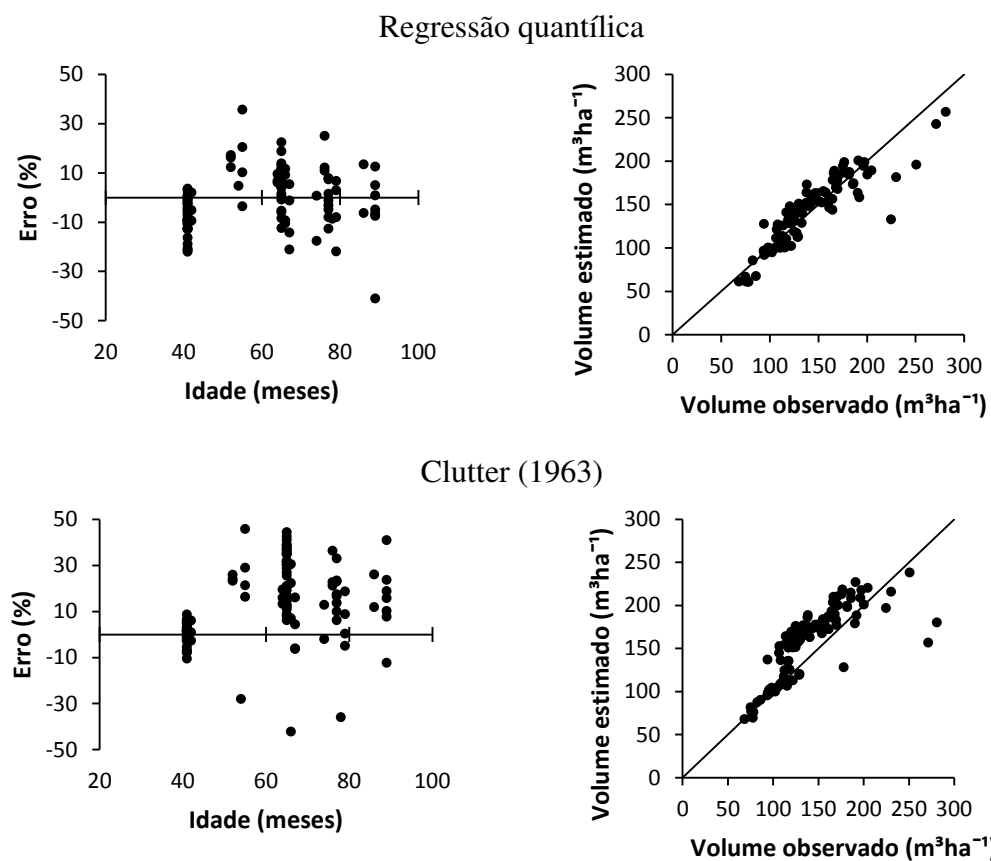 Regressão quantílica
50
30
10
-10
-30
-50
Erro (%)
20 40 60 80 100
Idade (meses)
300
250
200
150
100
50
0
Volume estimado (m³ha⁻¹)
0 50 100 150 200 250 300
Volume observado (m³ha⁻¹)
Clutter (1963)
50
30
10
-10
-30
-50
Erro (%)
20 40 60 80 100
Idade (meses)
300
250
200
150
100
50
0
Volume estimado (m³ha⁻¹)
0 50 100 150 200 250 300
Volume observado (m³ha⁻¹)